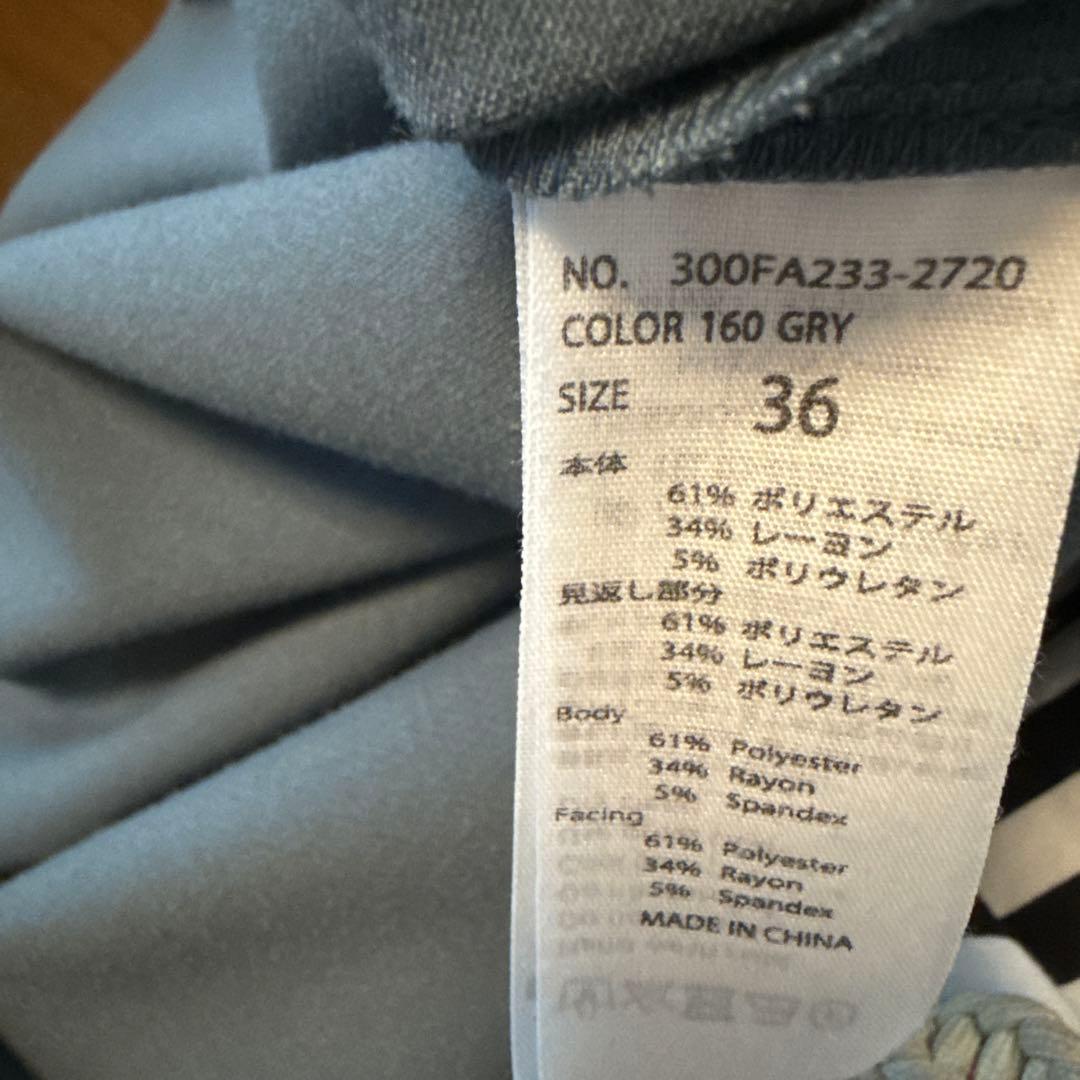 NO. 300FA233-2720
COLOR 160 GRY
SIZE 36
本体
61% ポリエステル
34% レーヨン
5% ポリウレタン
見返し部分
61% ポリエステル
34% レーヨン
5% ポリウレタン
Body
61% Polyester
34% Rayon
5% Spandex
Facing
61% Polyester
34% Rayon
5% Spandex
MADE IN CHINA